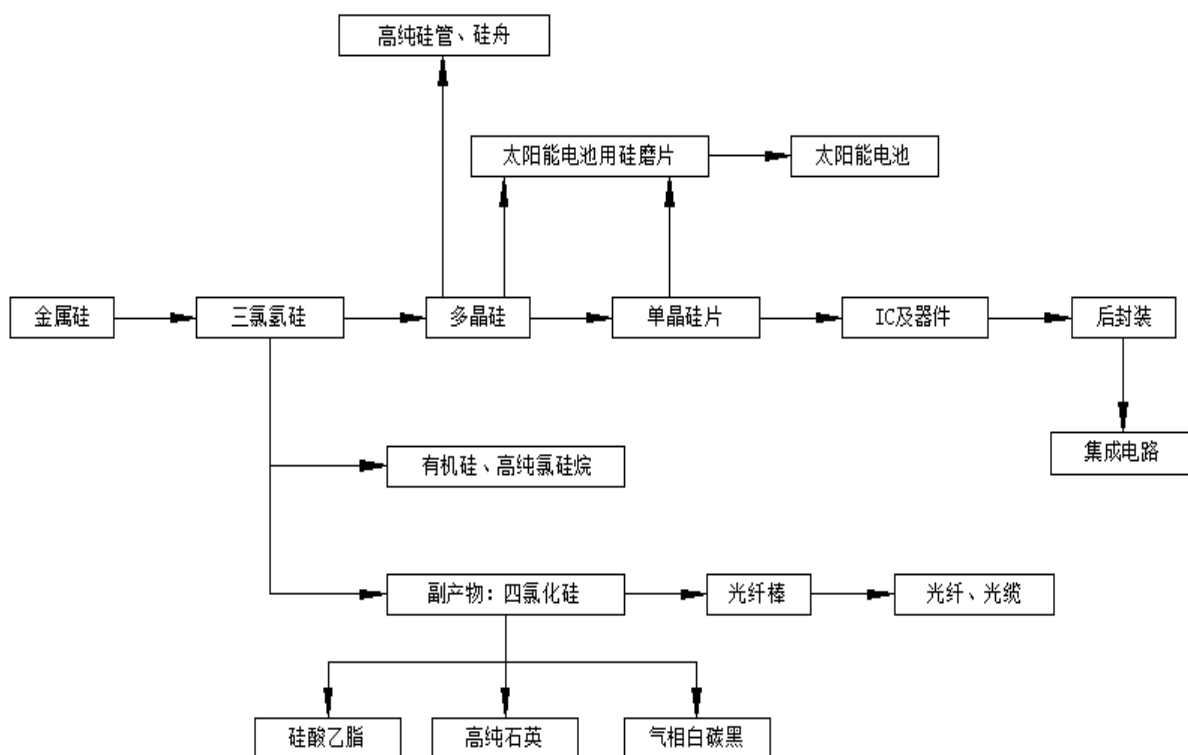 高纯硅管、硅舟
太阳能电池用硅磨片
太阳能电池
金属硅
三氯氢硅
多晶硅
单晶硅片
IC及器件
后封装
集成电路
有机硅、高纯氯硅烷
副产物：四氯化硅
光纤棒
光纤、光缆
硅酸乙脂
高纯石英
气相白碳黑